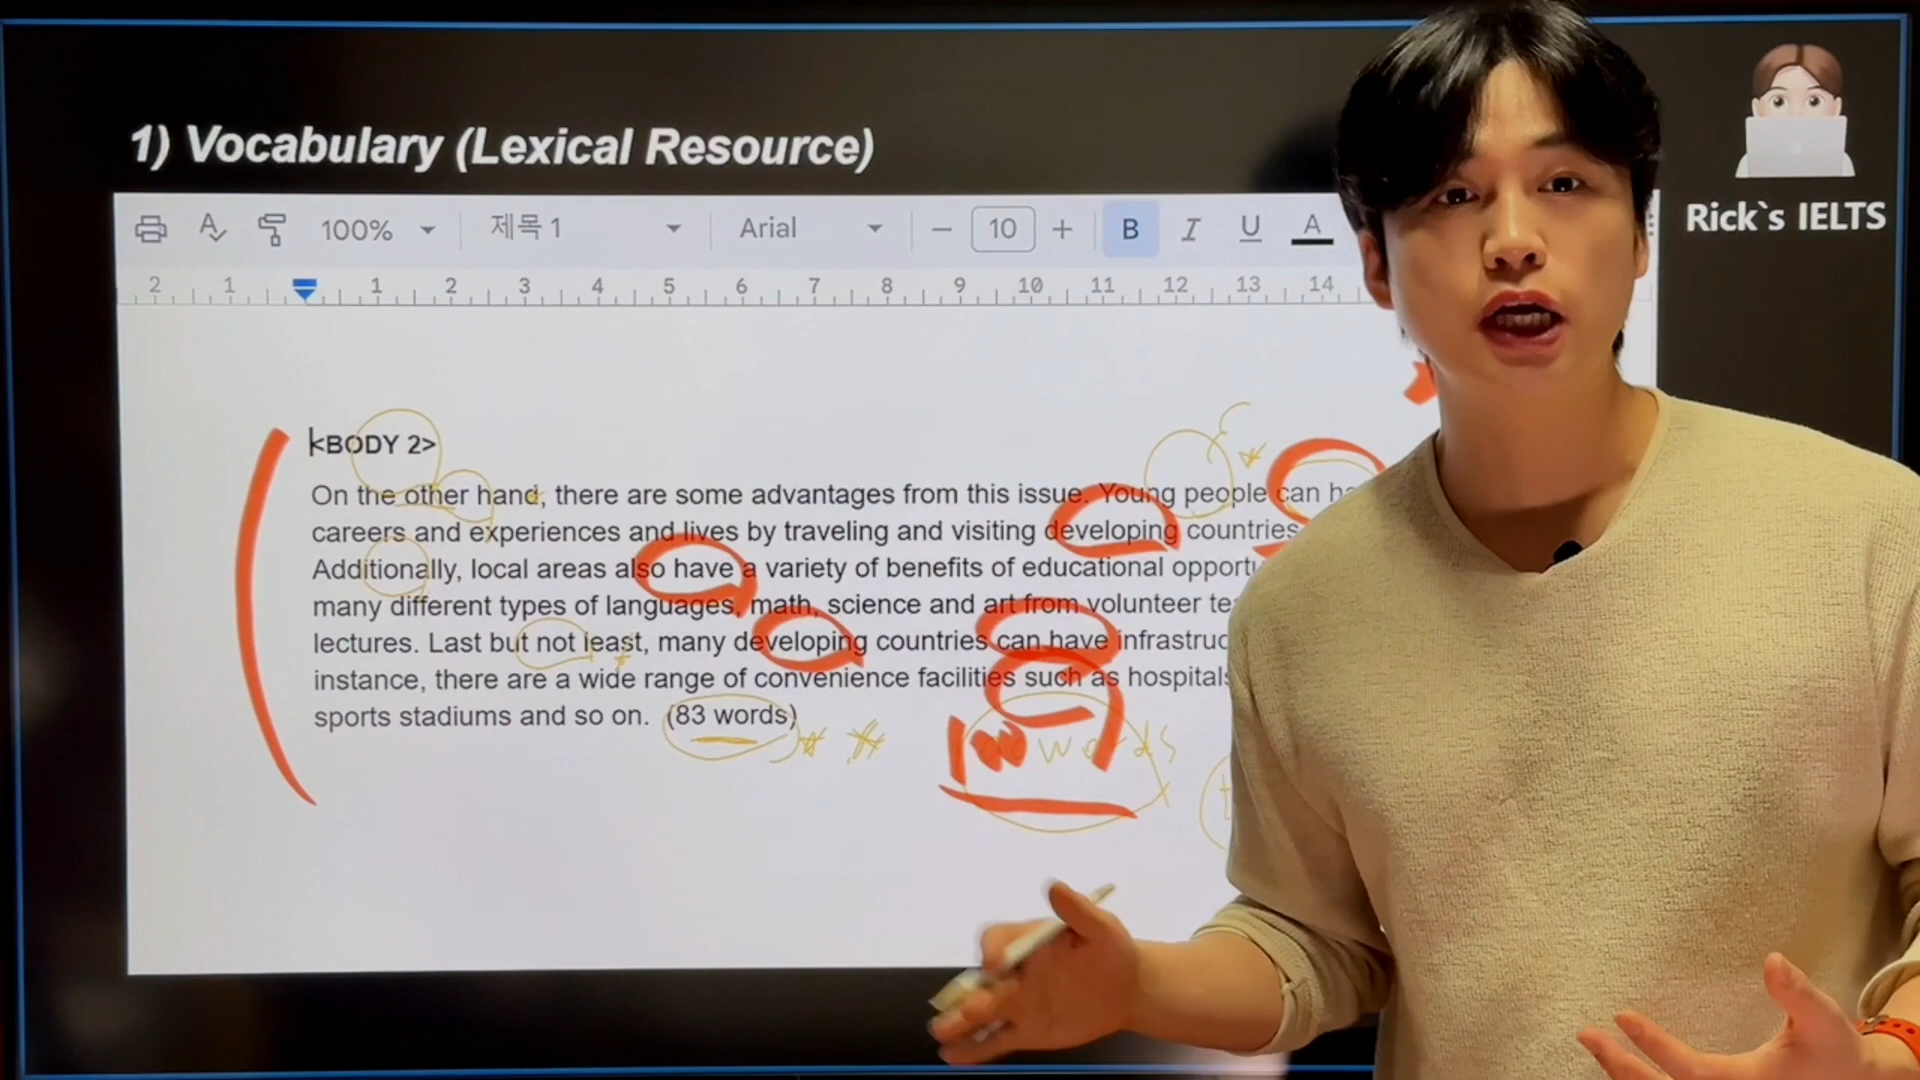 1) Vocabulary (Lexical Resource)
Rick`s IELTS
100% 제목 1 Arial 10 B I U A
2 1 1 2 3 4 5 6 7 8 9 10 11 12 13 14
<BODY 2>
On the other hand, there are some advantages from this issue. Young people can
careers and experiences and lives by traveling and visiting developing countries
Additionally, local areas also have a variety of benefits of educational
many different types of languages, math, science and art from volunteer
lectures. Last but not least, many developing countries can have
instance, there are a wide range of convenience facilities such as hospitals
sports stadiums and so on. (83 words)
words